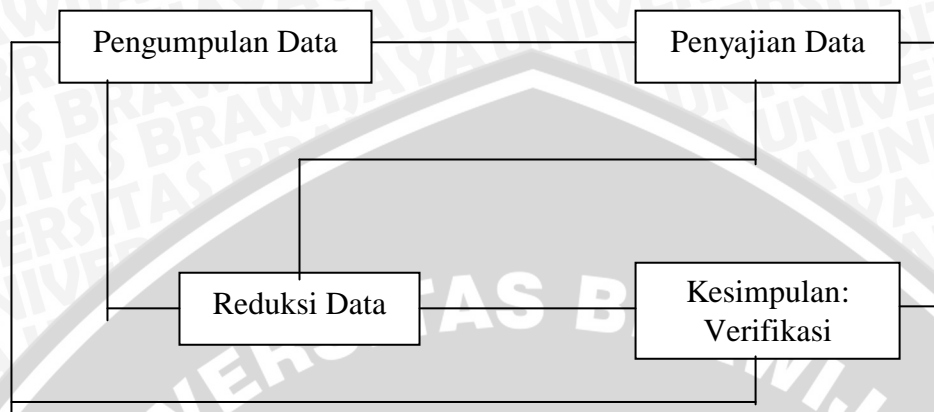 Pengumpulan Data
Penyajian Data
Reduksi Data
Kesimpulan:
Verifikasi